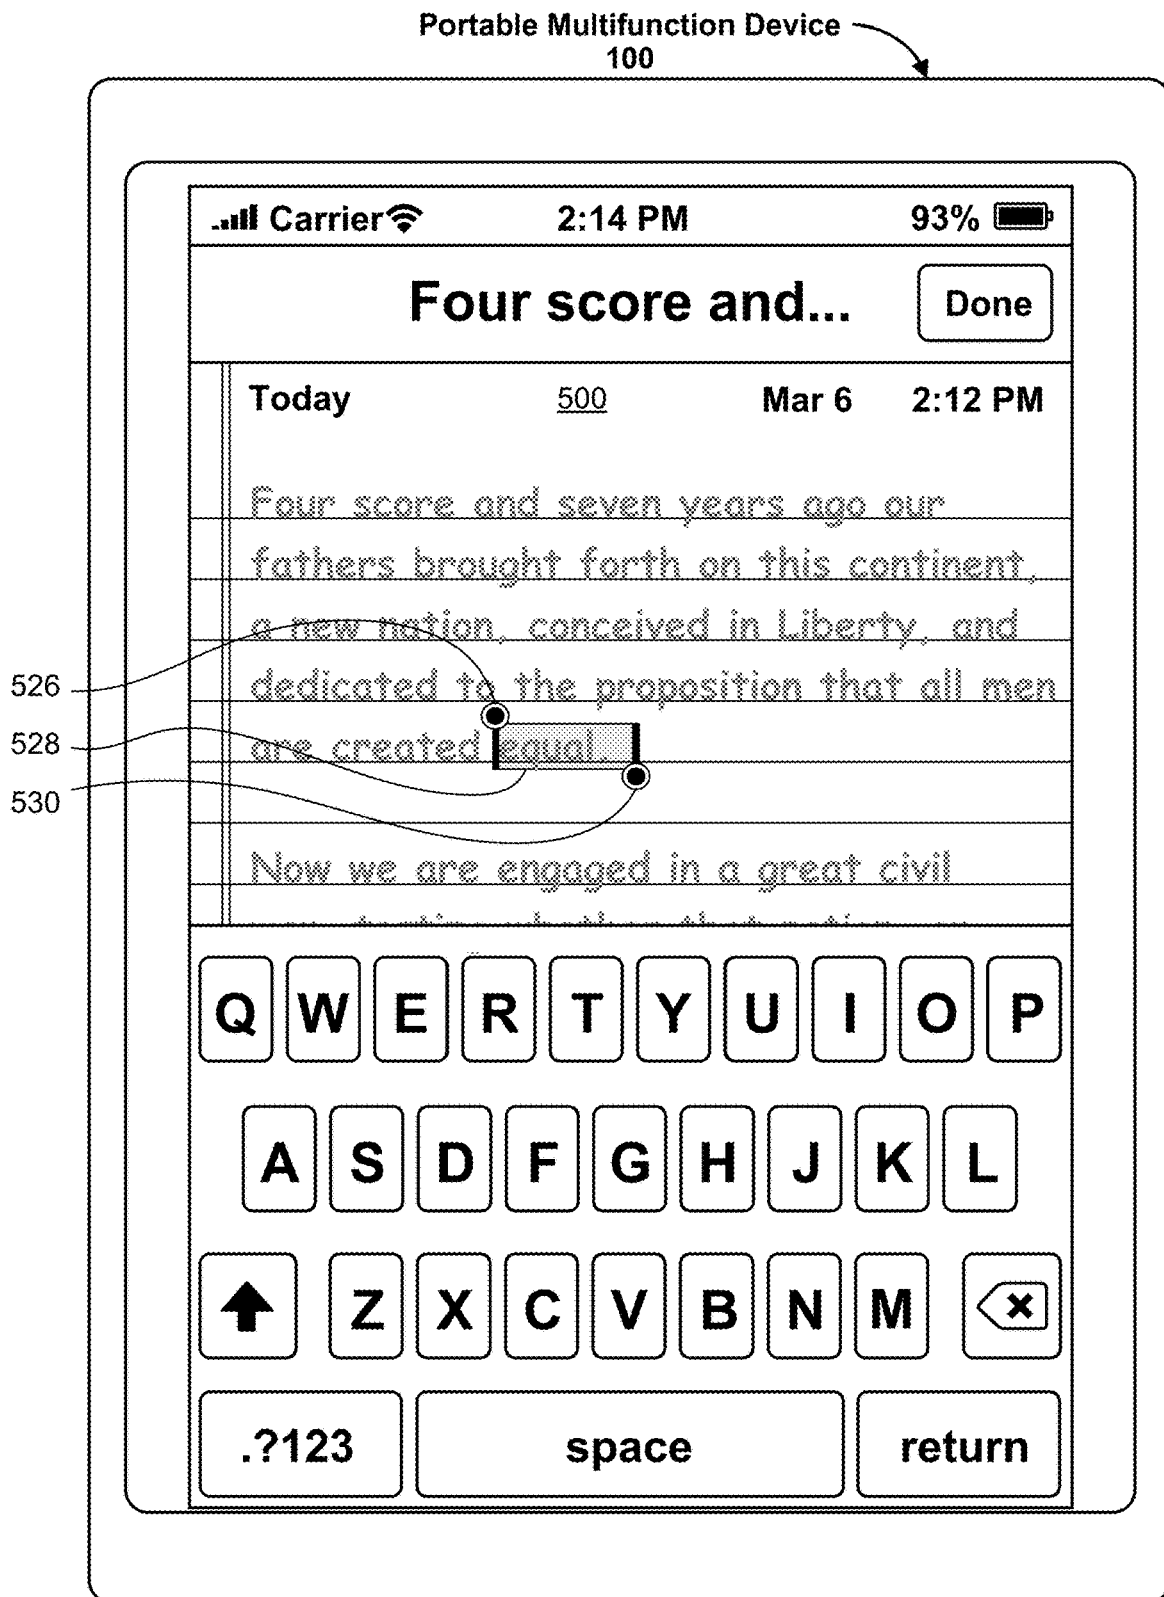 Portable Multifunction Device
100
Carrier 2:14 PM 93%
Four score and... Done
Today 500 Mar 6 2:12 PM
Four score and seven years ago our
fathers brought forth on this continent,
a new nation, conceived in Liberty, and
526
dedicated to the proposition that all men
528
are created equal
530
Now we are engaged in a great civil
Q W E R T Y U I O P
A S D F G H J K L
Z X C V B N M
.?123 space return